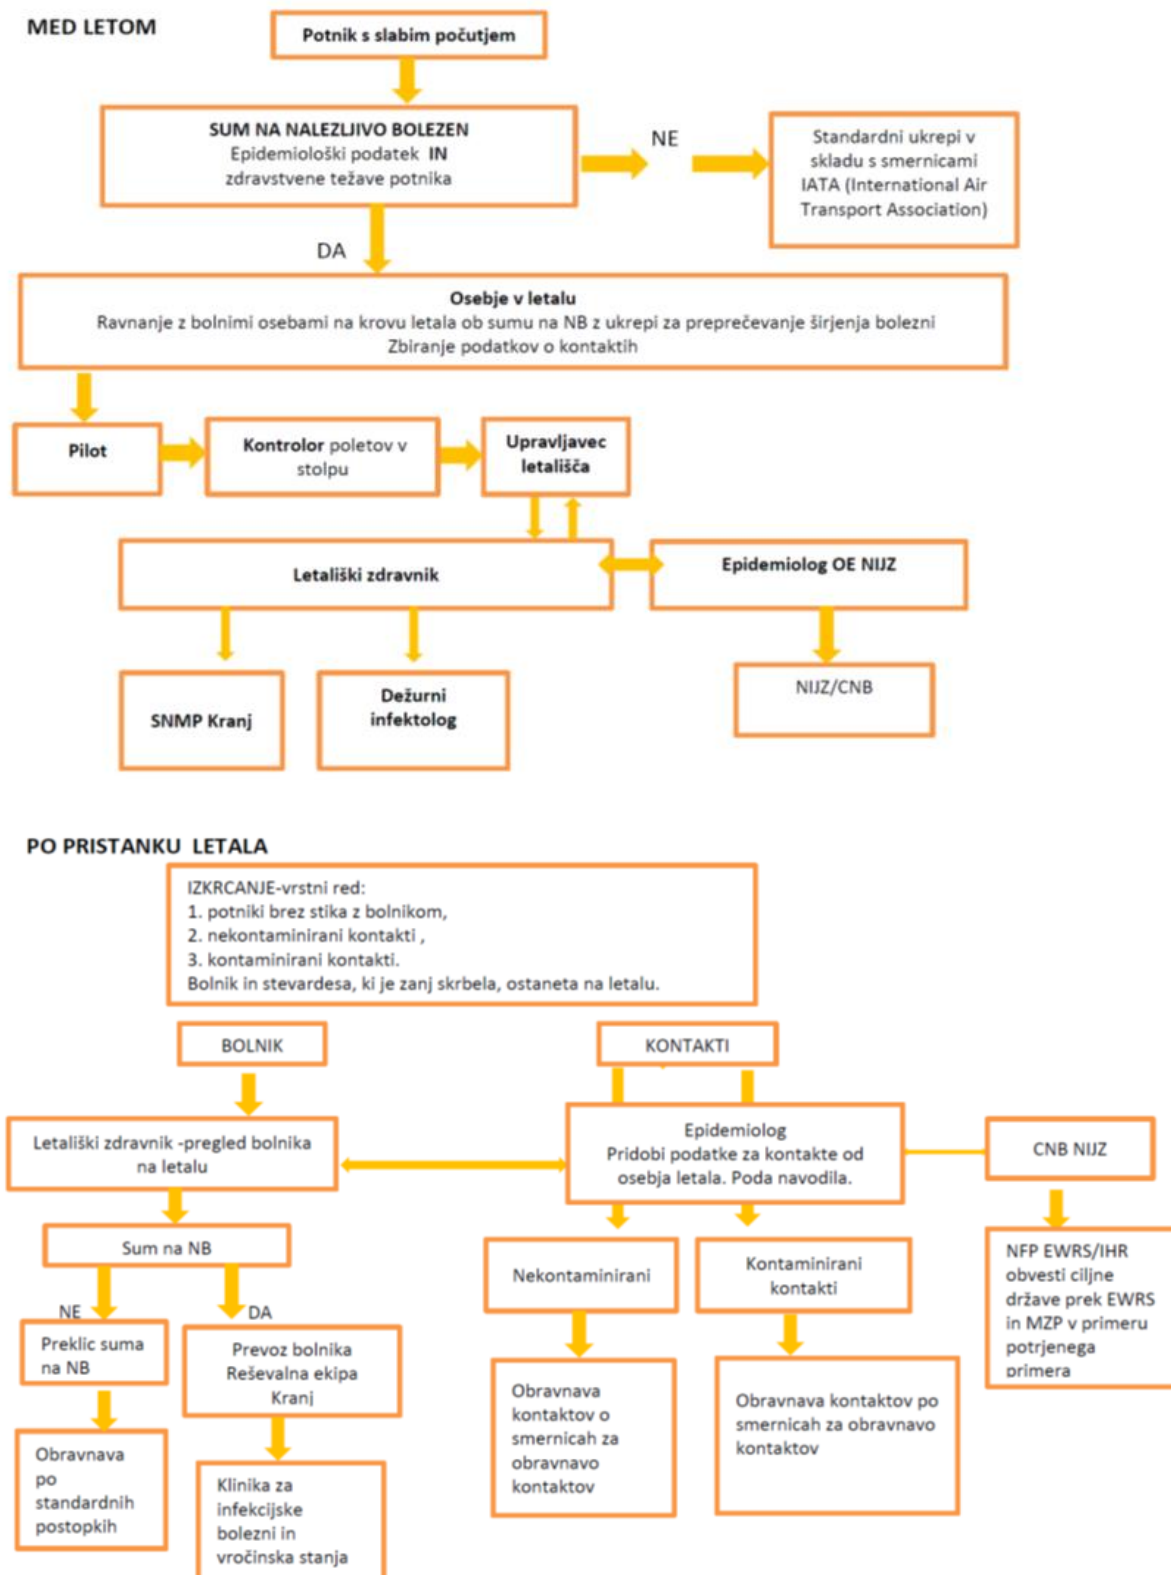 MED LETOM
Potnik s slabim počutjem
SUM NA NALEZLJIVO BOLEZEN
Epidemiološki podatek IN
zdravstvene težave potnika
NE
Standardni ukrepi v
skladu s smernicami
IATA (International Air
Transport Association)
DA
Osebje v letalu
Ravnanje z bolnimi osebami na krovu letala ob sumu na NB z ukrepi za preprečevanje širjenja bolezni
Zbiranje podatkov o kontaktih
Pilot
Kontrolor poletov v
stolpu
Upravljavec
letališča
Letališki zdravnik
Epidemiolog OE NIJZ
SNMP Kranj
Dežurni
infektolog
NIJZ/CNB
PO PRISTANKU LETALA
IZKRCANJE-vrstni red:
1. potniki brez stika z bolnikom,
2. nekontaminirani kontakti ,
3. kontaminirani kontakti.
Bolnik in stevardesa, ki je zanj skrbela, ostaneta na letalu.
BOLNIK
KONTAKTI
Letališki zdravnik -pregled bolnika
na letalu
Epidemiolog
Pridobi podatke za kontakte od
osebja letala. Poda navodila.
CNB NIJZ
Sum na NB
Nekontaminirani
Kontaminirani
kontakti
NFP EWRS/IHR
obvesti ciljne
države prek EWRS
in MZP v primeru
potrjenega
primera
NE
DA
Preklic suma
na NB
Prevoz bolnika
Reševalna ekipa
Kranj
Obravnava
kontaktov o
smernicah za
obravnavo
kontaktov
Obravnava kontaktov po
smernicah za obravnavo
kontaktov
Obravnava
po
standardnih
postopkih
Klinika za
infekcijske
bolezni in
vročinska stanja